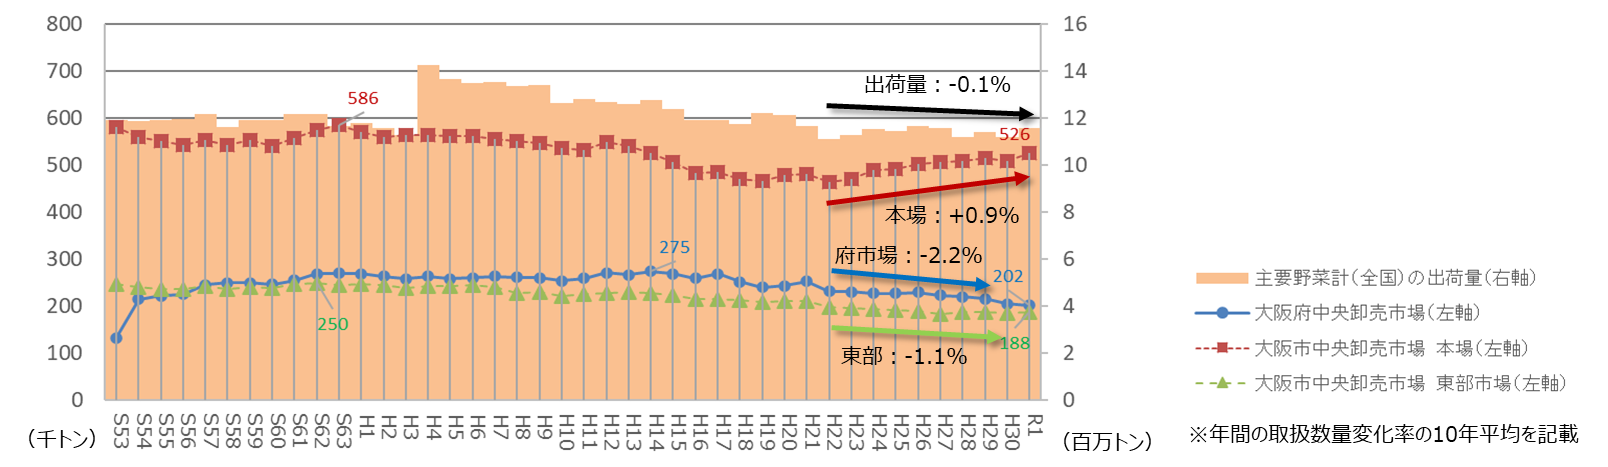 800
700
600
500
400
300
200
100
0
(千トン)
16
14
12
10
8
6
4
2
0
(百万トン)
586
出荷量：-0.1%
526
本場：+0.9%
275
府市場：-2.2%
202
250
188
東部：-1.1%
S53 S54 S55 S56 S57 S58 S59 S60 S61 S62 S63 H1 H2 H3 H4 H5 H6 H7 H8 H9 H10 H11 H12 H13 H14 H15 H16 H17 H18 H19 H20 H21 H22 H23 H24 H25 H26 H27 H28 H29 H30 R1
主要野菜計(全国)の出荷量(右軸)
大阪府中央卸売市場(左軸)
大阪市中央卸売市場 本場(左軸)
大阪市中央卸売市場 東部市場(左軸)
※年間の取扱数量変化率の10年平均を記載